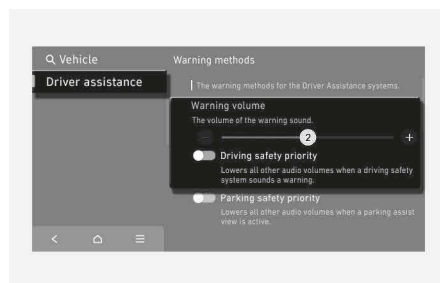 Vehicle
Warning methods
Driver assistance
The warning methods for the Driver Assistance systems.
Warning volume
The volume of the warning sound.
2
Driving safety priority
Lowers all other audio volumes when a driving safety
system sounds a warning.
Parking safety priority
Lowers all other audio volumes when a parking assist
view is active.